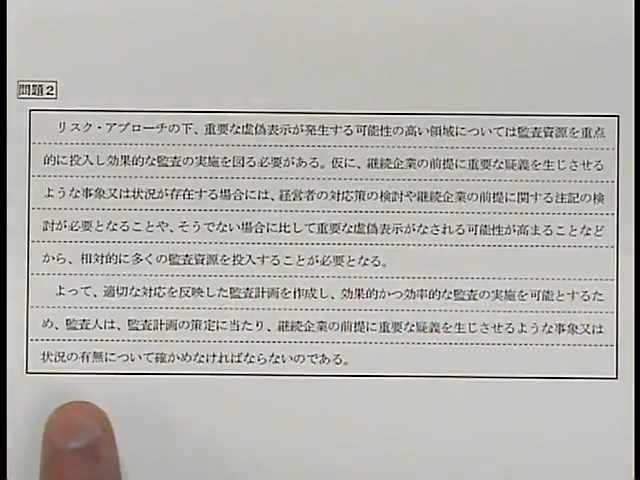 問題2
リスク・アプローチの下、重要な虚偽表示が発生する可能性の高い領域については監査資源を重点
的に投入し効果的な監査の実施を図る必要がある。仮に、継続企業の前提に重要な疑義を生じさせる
ような事象又は状況が存在する場合には、経営者の対応策の検討や継続企業の前提に関する注記の検
討が必要となることや、そうでない場合に比して重要な虚偽表示がなされる可能性が高まることなど
から、相対的に多くの監査資源を投入することが必要となる。
よって、適切な対応を反映した監査計画を作成し、効果的かつ効率的な監査の実施を可能とするた
め、監査人は、監査計画の策定に当たり、継続企業の前提に重要な疑義を生じさせるような事象又は
状況の有無について確かめなければならないのである。